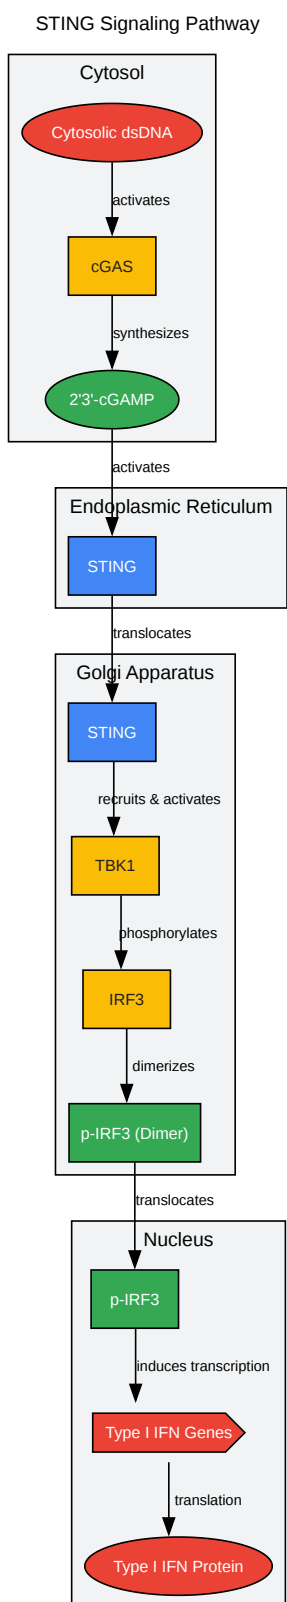 STING Signaling Pathway
Cytosol
Cytosolic dsDNA
activates
cGAS
synthesizes
2'3'-cGAMP
activates
Endoplasmic Reticulum
STING
translocates
Golgi Apparatus
STING
recruits & activates
TBK1
phosphorylates
IRF3
dimerizes
p-IRF3 (Dimer)
translocates
Nucleus
p-IRF3
induces transcription
Type I IFN Genes
translation
Type I IFN Protein